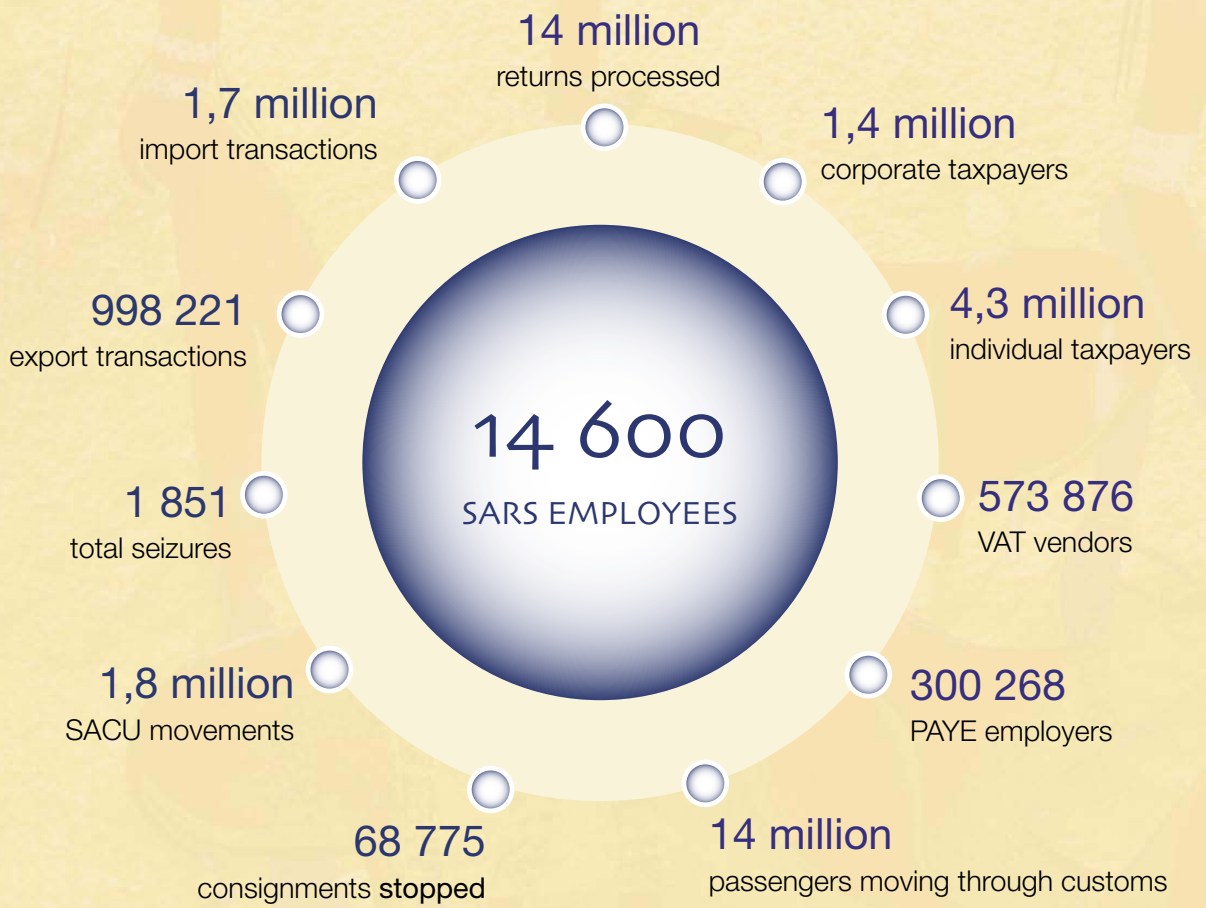 14 million
returns processed
1,4 million
corporate taxpayers
4,3 million
individual taxpayers
573 876
VAT vendors
300 268
PAYE employers
14 million
passengers moving through customs
68 775
consignments stopped
1,8 million
SACU movements
1 851
total seizures
998 221
export transactions
1,7 million
import transactions
14 600
SARS EMPLOYEES